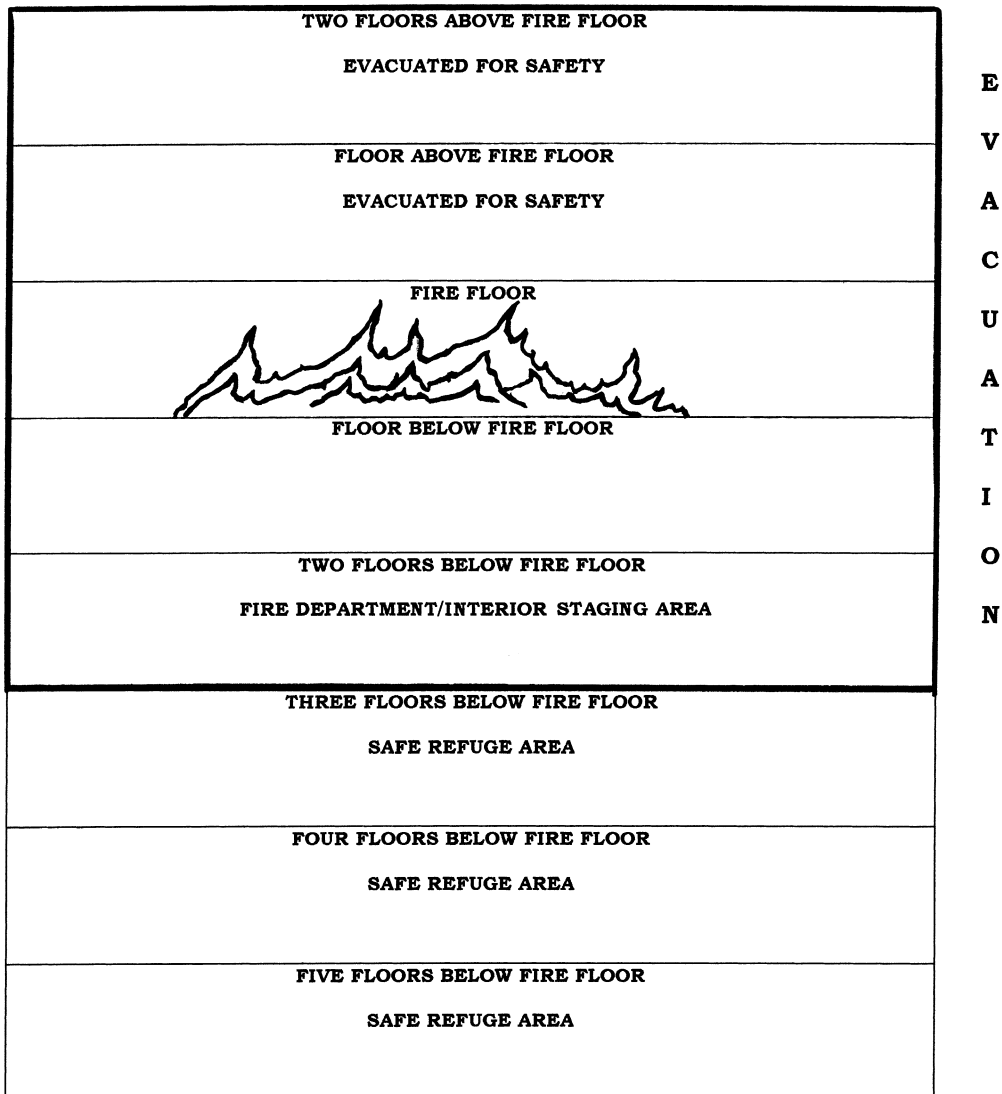 TWO FLOORS ABOVE FIRE FLOOR
EVACUATED FOR SAFETY
FLOOR ABOVE FIRE FLOOR
EVACUATED FOR SAFETY
FIRE FLOOR
FLOOR BELOW FIRE FLOOR
TWO FLOORS BELOW FIRE FLOOR
FIRE DEPARTMENT/INTERIOR STAGING AREA
THREE FLOORS BELOW FIRE FLOOR
SAFE REFUGE AREA
FOUR FLOORS BELOW FIRE FLOOR
SAFE REFUGE AREA
FIVE FLOORS BELOW FIRE FLOOR
SAFE REFUGE AREA
EVACUATION